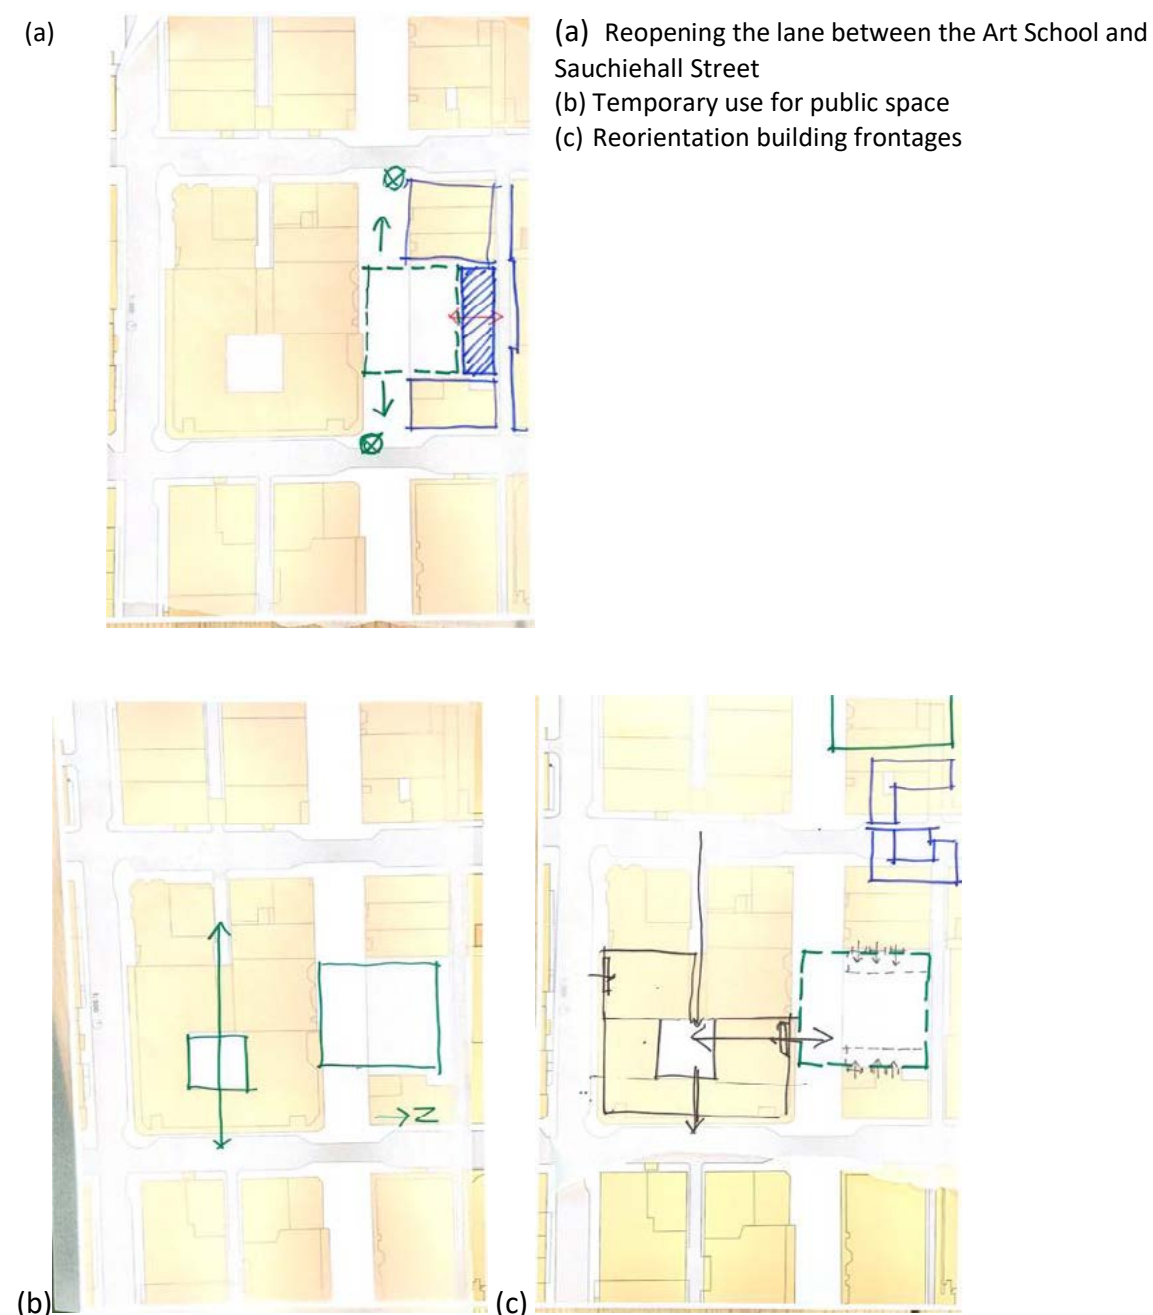 (a)
(a) Reopening the lane between the Art School and
Sauchiehall Street
(b) Temporary use for public space
(c) Reorientation building frontages
→Z
(b)
(c)